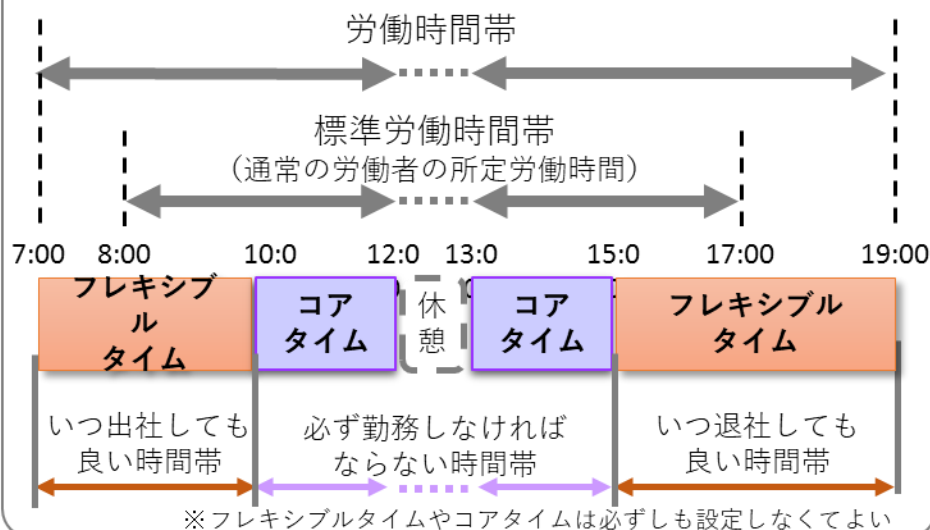 労働時間帯
標準労働時間帯
（通常の労働者の所定労働時間）
7:00 8:00 10:0 12:0 13:0 15:0 17:00 19:00
フレキシブ
ル
タイム
コア
タイム
休
憩
コア
タイム
フレキシブル
タイム
いつ出社しても
良い時間帯
必ず勤務しなければ
ならない時間帯
いつ退社しても
良い時間帯
※フレキシブルタイムやコアタイムは必ずしも設定しなくてよい